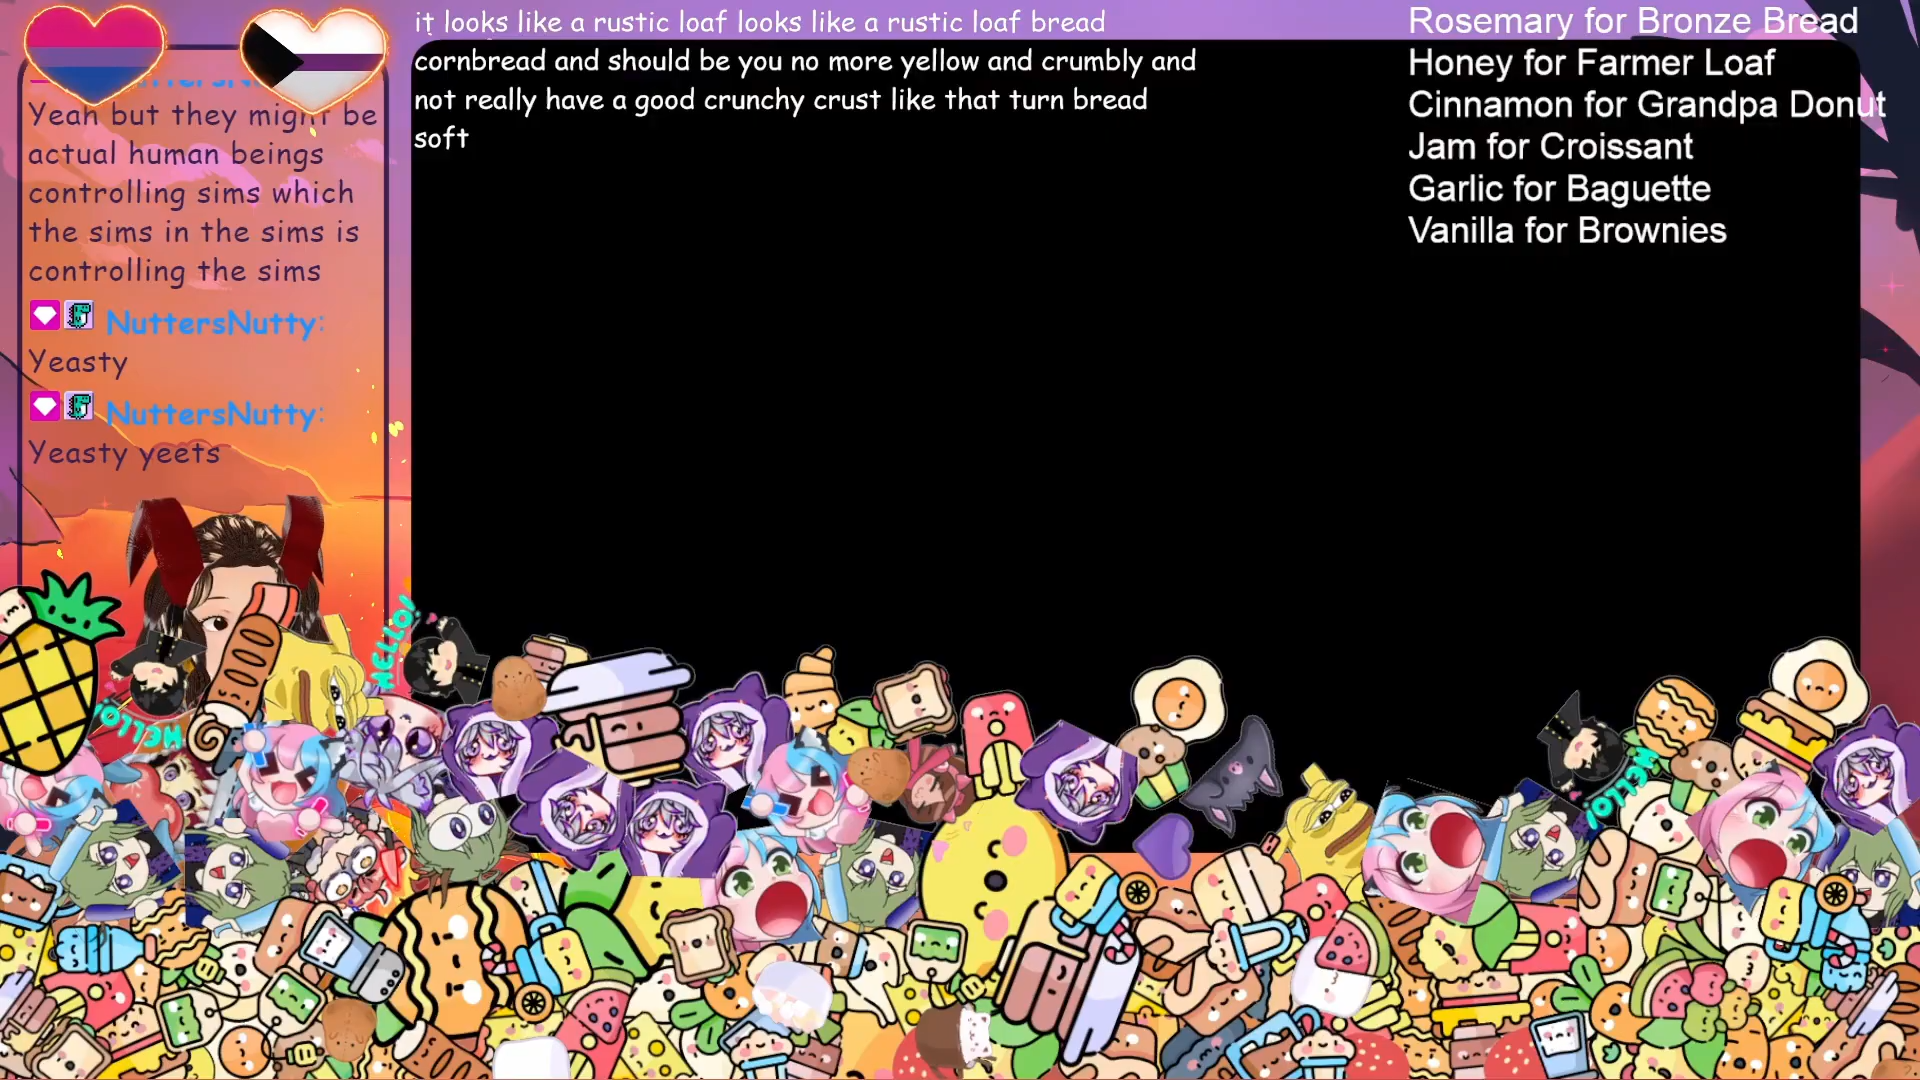 it looks like a rustic loaf looks like a rustic loaf bread
cornbread and should be you no more yellow and crumbly and
not really have a good crunchy crust like that turn bread
soft
Rosemary for Bronze Bread
Honey for Farmer Loaf
Cinnamon for Grandpa Donut
Jam for Croissant
Garlic for Baguette
Vanilla for Brownies
Yeah but they might be
actual human beings
controlling sims which
the sims in the sims is
controlling the sims
NuttersNutty:
Yeasty
NuttersNutty:
Yeasty yeets
HELLO!
HELLO!
HELLO!